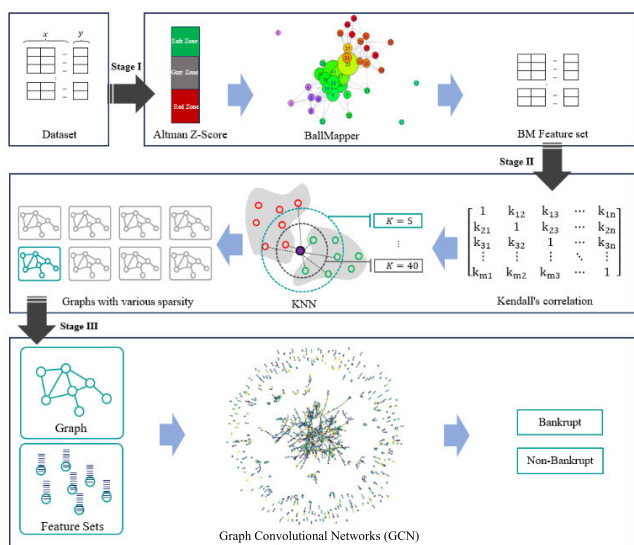 x y
Stage I
Dataset
Safe Zone
Gray Zone
Red Zone
Altman Z-Score
BallMapper
BM Feature set
Stage II
Graphs with various sparsity
KNN
K = 5
⋮
K = 40
1 k12 k13 ⋯ k1n
k21 1 k23 ⋯ k2n
k31 k32 1 ⋯ k3n
⋮ ⋮ ⋮ ⋱ ⋮
km1 km2 km3 ⋯ 1
Kendall's correlation
Stage III
Graph
Feature Sets
Graph Convolutional Networks (GCN)
Bankrupt
Non-Bankrupt